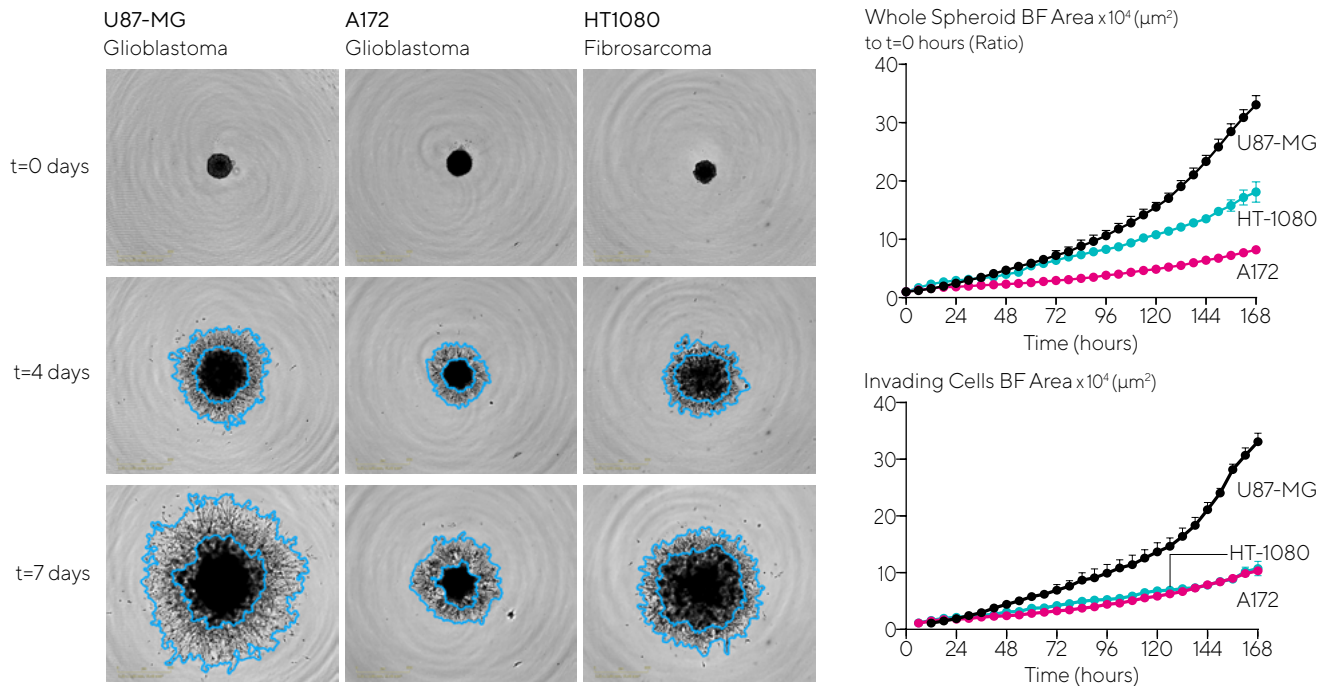 U87-MG
Glioblastoma
A172
Glioblastoma
HT1080
Fibrosarcoma
t=0 days
t=4 days
t=7 days
Whole Spheroid BF Area x10⁴ (µm²)
to t=0 hours (Ratio)
40
30
20
10
0
U87-MG
HT-1080
A172
0 24 48 72 96 120 144 168
Time (hours)
Invading Cells BF Area x10⁴ (µm²)
40
30
20
10
0
U87-MG
HT-1080
A172
0 24 48 72 96 120 144 168
Time (hours)